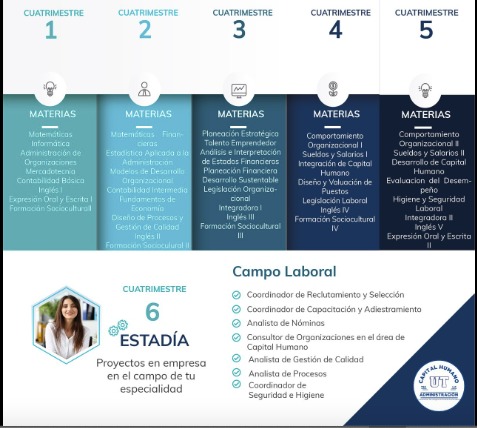 CUATRIMESTRE
1
MATERIAS
Matemáticas
Informática
Administración de
Organizaciones
Mercadotecnia
Contabilidad Básica
Inglés I
Expresión Oral y Escrita I
Formación Sociocultural I
CUATRIMESTRE
2
MATERIAS
Matemáticas Finan-
cieras
Estadística Aplicada a la
Administración
Modelos de Desarrollo
Organizacional
Contabilidad Intermedia
Fundamentos de
Economía
Diseño de Procesos y
Gestión de Calidad
Inglés II
Formación Sociocultural II
CUATRIMESTRE
3
MATERIAS
Planeación Estratégica
Talento Emprendedor
Análisis e Interpretación
de Estados Financieros
Planeación Financiera
Desarrollo Sustentable
Legislación Organiza-
cional
Integradora I
Inglés III
Formación Sociocultural
III
CUATRIMESTRE
4
MATERIAS
Comportamiento
Organizacional I
Sueldos y Salarios I
Integración de Capital
Humano
Diseño y Valuación de
Puestos
Legislación Laboral
Inglés IV
Formación Sociocultural
IV
CUATRIMESTRE
5
MATERIAS
Comportamiento
Organizacional II
Sueldos y Salarios II
Desarrollo de Capital
Humano
Evaluacion del Desem-
peño
Higiene y Seguridad
Laboral
Integradora II
Inglés V
Expresión Oral y Escrita
II
CUATRIMESTRE
6
ESTADÍA
Proyectos en empresa
en el campo de tu
especialidad
Campo Laboral
Coordinador de Reclutamiento y Selección
Coordinador de Capacitación y Adiestramiento
Analista de Nóminas
Consultor de Organizaciones en el área de
Capital Humano
Analista de Gestión de Calidad
Analista de Procesos
Coordinador de
Seguridad e Higiene
CAPITAL HUMANO
UT
ADMINISTRACIÓN